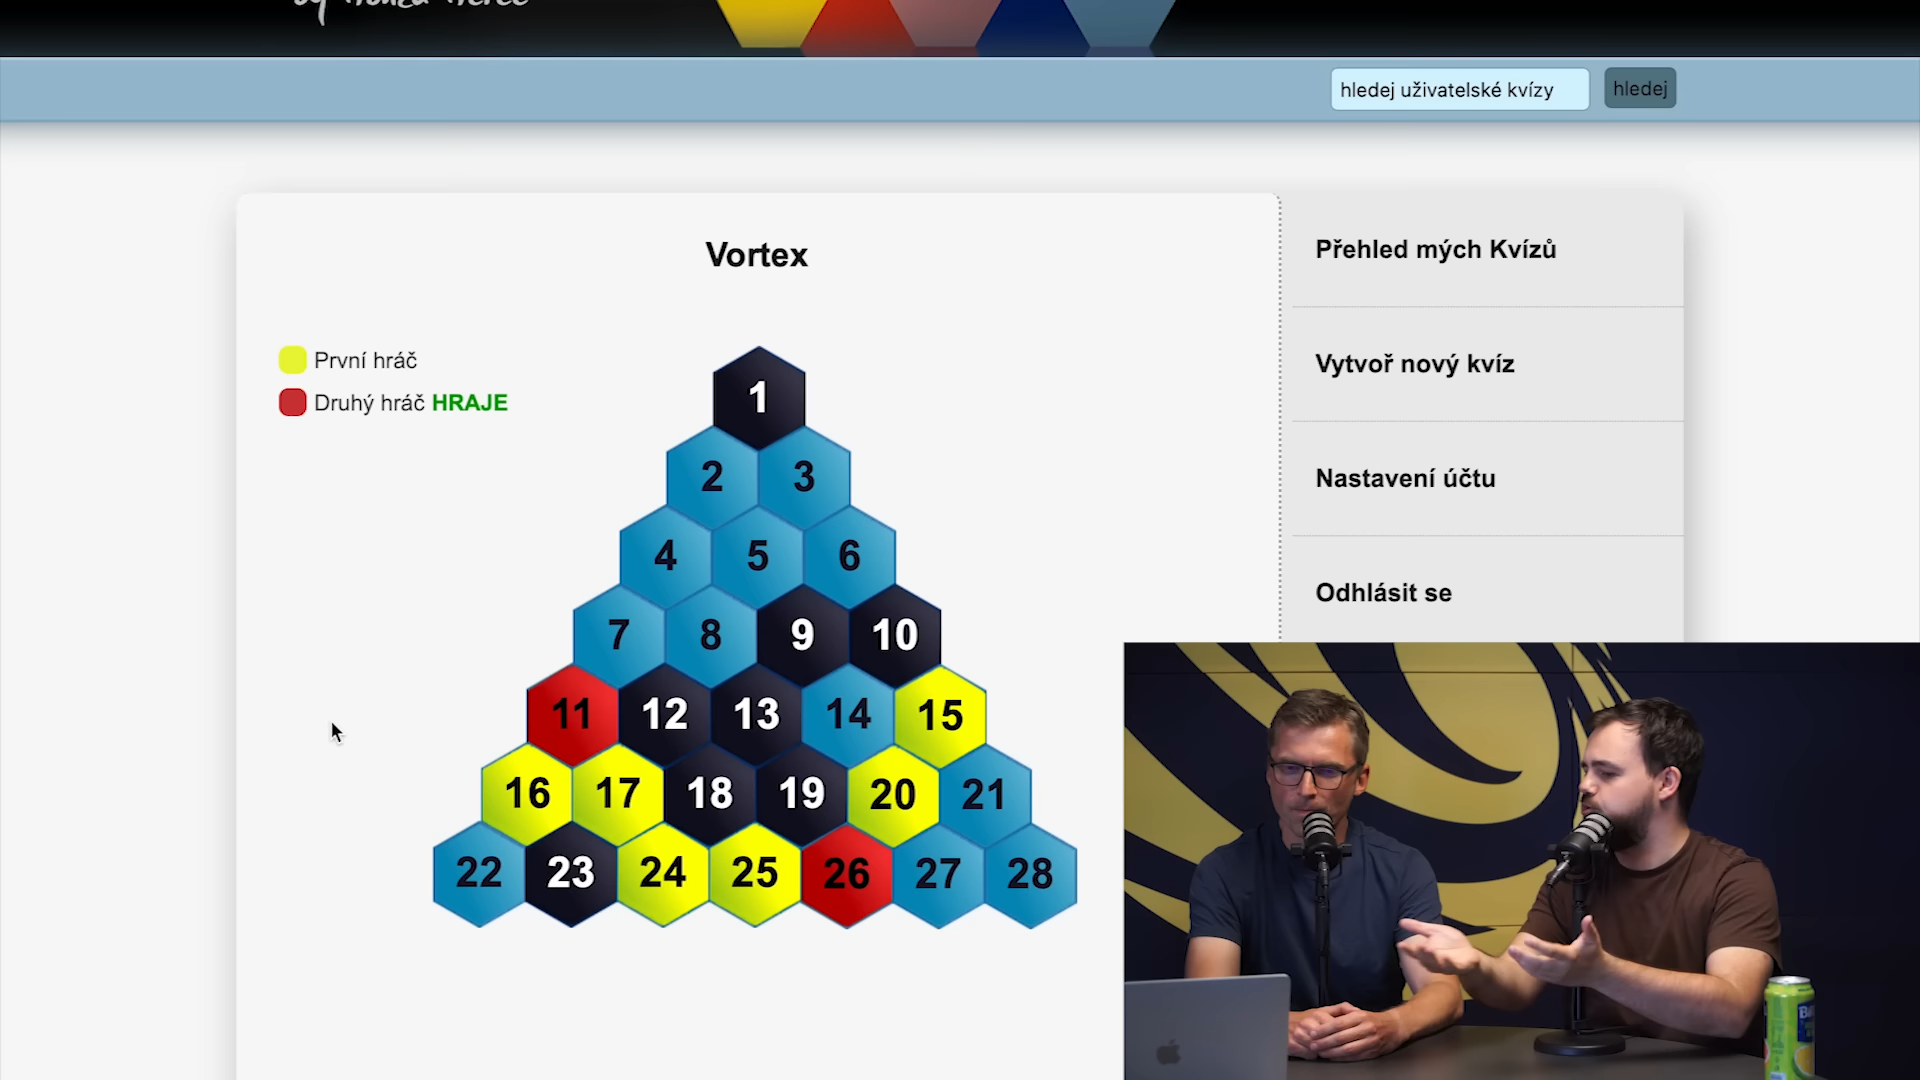 by
hledej uživatelské kvízy
hledej
Vortex
První hráč
Druhý hráč HRAJE
1
2 3
4 5 6
7 8 9 10
11 12 13 14 15
16 17 18 19 20 21
22 23 24 25 26 27 28
Přehled mých Kvízů
Vytvoř nový kvíz
Nastavení účtu
Odhlásit se